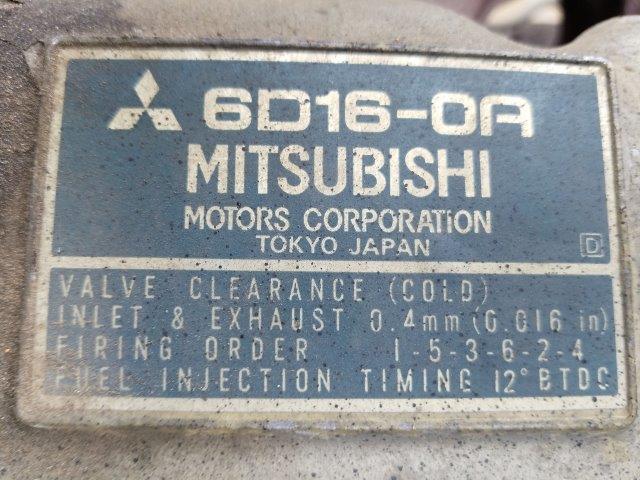 6D16-0A
MITSUBISHI
MOTORS CORPORATION
TOKYO JAPAN
D
VALVE CLEARANCE (COLD)
INLET & EXHAUST 0.4mm (0.016 in)
FIRING ORDER 1-5-3-6-2-4
FUEL INJECTION TIMING 12° BTDC